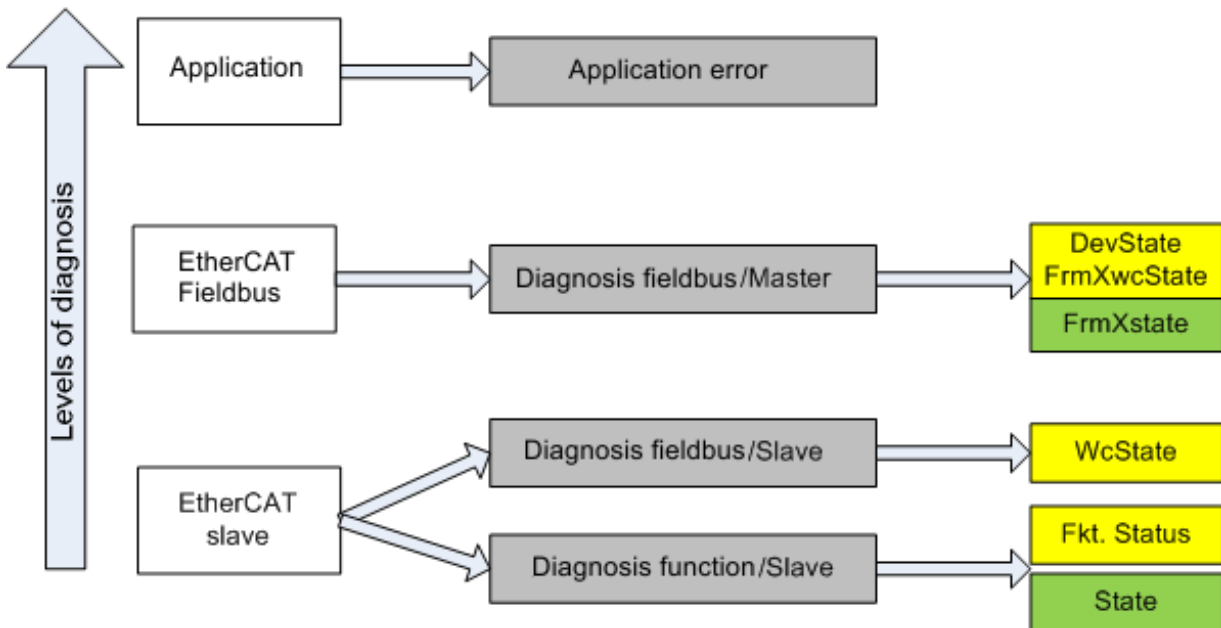 Levels of diagnosis
Application
Application error
EtherCAT
Fieldbus
Diagnosis fieldbus/Master
DevState
FrmXwcState
FrmXstate
EtherCAT
slave
Diagnosis fieldbus/Slave
WcState
Diagnosis function/Slave
Fkt. Status
State